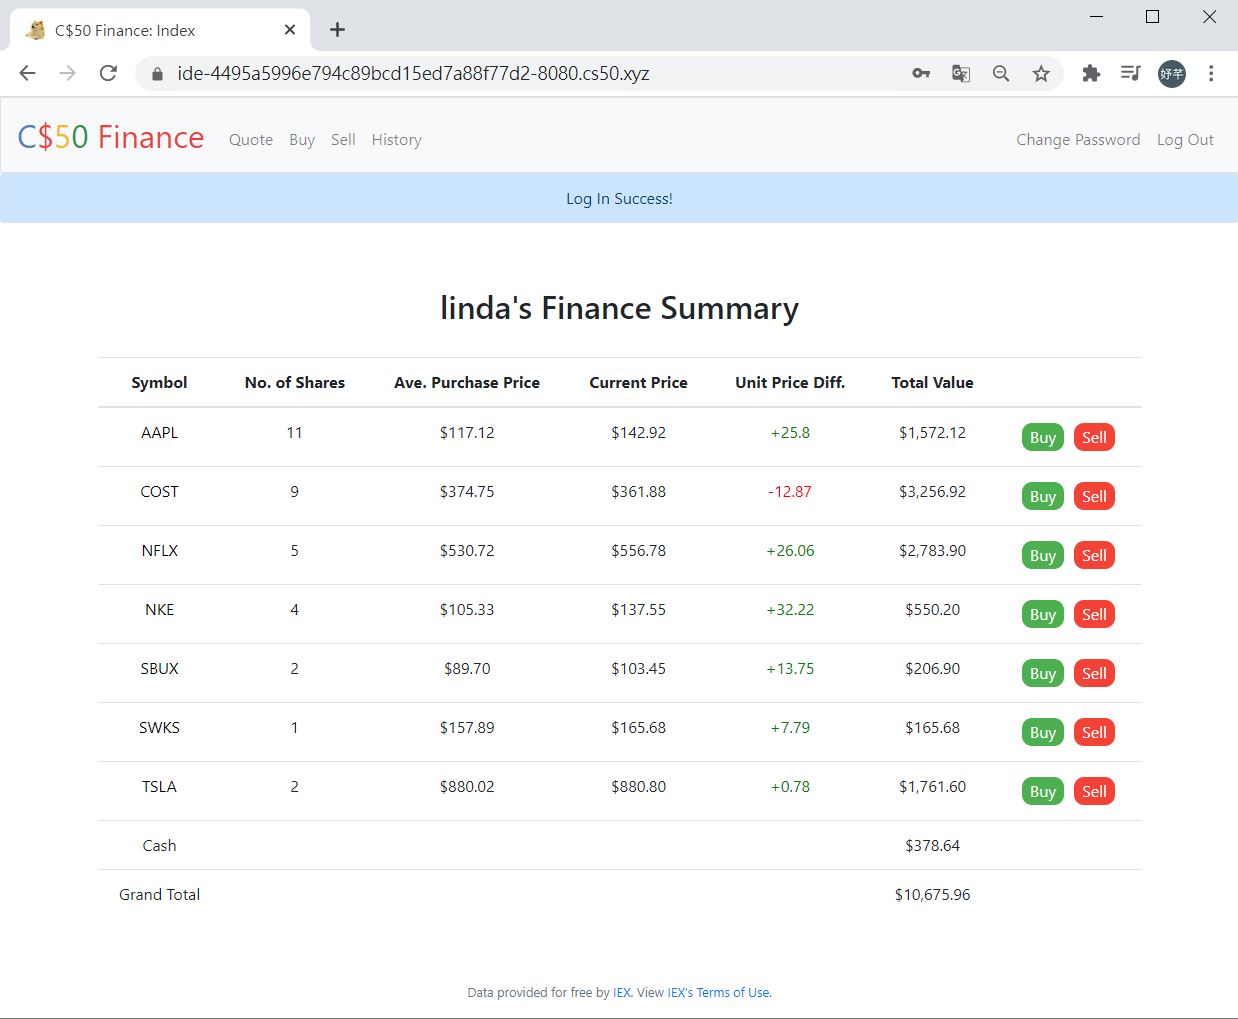 C$50 Finance: Index
ide-4495a5996e794c89bcd15ed7a88f77d2-8080.cs50.xyz 好芊
C$50 Finance Quote Buy Sell History Change Password Log Out
Log In Success!
linda's Finance Summary
Symbol No. of Shares Ave. Purchase Price Current Price Unit Price Diff. Total Value
AAPL 11 $117.12 $142.92 +25.8 $1,572.12 Buy Sell
COST 9 $374.75 $361.88 -12.87 $3,256.92 Buy Sell
NFLX 5 $530.72 $556.78 +26.06 $2,783.90 Buy Sell
NKE 4 $105.33 $137.55 +32.22 $550.20 Buy Sell
SBUX 2 $89.70 $103.45 +13.75 $206.90 Buy Sell
SWKS 1 $157.89 $165.68 +7.79 $165.68 Buy Sell
TSLA 2 $880.02 $880.80 +0.78 $1,761.60 Buy Sell
Cash $378.64
Grand Total $10,675.96
Data provided for free by IEX. View IEX's Terms of Use.